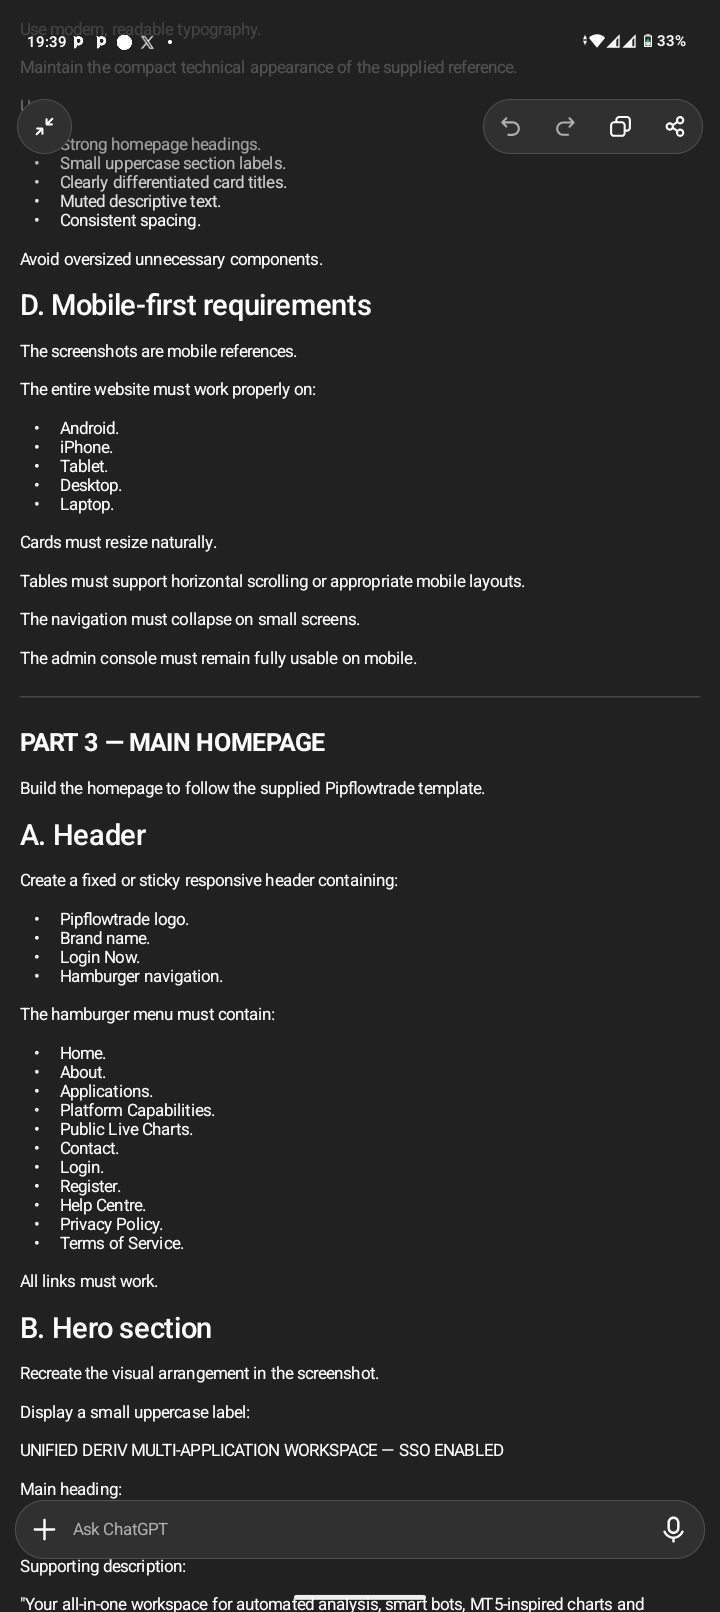 Use modern, readable typography.
19:39
33%
Maintain the compact technical appearance of the supplied reference.
Strong homepage headings.
• Small uppercase section labels.
• Clearly differentiated card titles.
• Muted descriptive text.
• Consistent spacing.
Avoid oversized unnecessary components.
D. Mobile-first requirements
The screenshots are mobile references.
The entire website must work properly on:
• Android.
• iPhone.
• Tablet.
• Desktop.
• Laptop.
Cards must resize naturally.
Tables must support horizontal scrolling or appropriate mobile layouts.
The navigation must collapse on small screens.
The admin console must remain fully usable on mobile.
PART 3 — MAIN HOMEPAGE
Build the homepage to follow the supplied Pipflowtrade template.
A. Header
Create a fixed or sticky responsive header containing:
• Pipflowtrade logo.
• Brand name.
• Login Now.
• Hamburger navigation.
The hamburger menu must contain:
• Home.
• About.
• Applications.
• Platform Capabilities.
• Public Live Charts.
• Contact.
• Login.
• Register.
• Help Centre.
• Privacy Policy.
• Terms of Service.
All links must work.
B. Hero section
Recreate the visual arrangement in the screenshot.
Display a small uppercase label:
UNIFIED DERIV MULTI-APPLICATION WORKSPACE — SSO ENABLED
Main heading:
Ask ChatGPT
Supporting description:
"Your all-in-one workspace for automated analysis, smart bots, MT5-inspired charts and